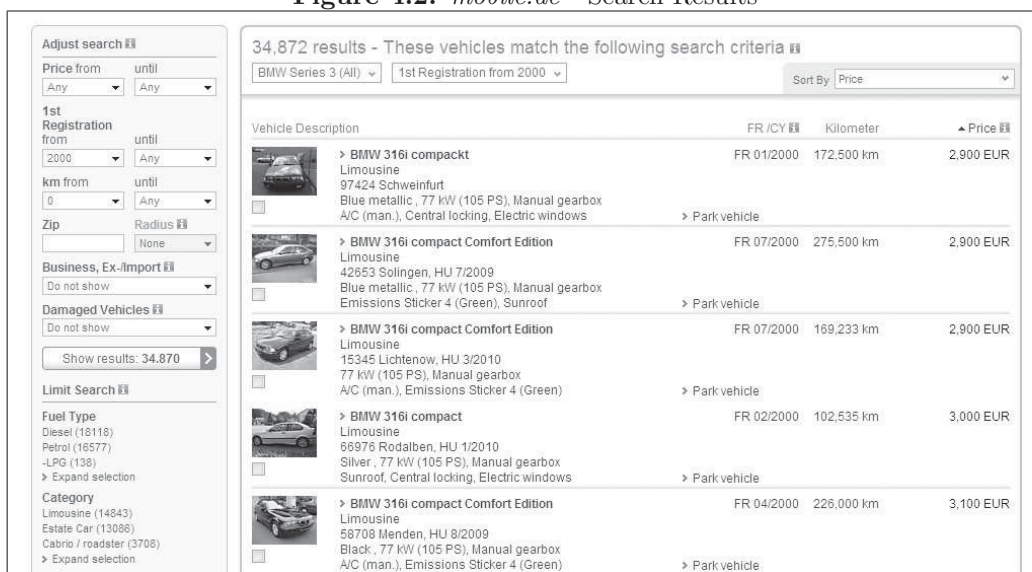 Figure 4.2: mobile.de - Search Results
Adjust search
Price from until
Any Any
1st
Registration
from until
2000 Any
km from until
0 Any
Zip Radius
None
Business, Ex-/Import
Do not show
Damaged Vehicles
Do not show
Show results: 34.870
Limit Search
Fuel Type
Diesel (18118)
Petrol (16577)
-LPG (138)
> Expand selection
Category
Limousine (14843)
Estate Car (13086)
Cabrio / roadster (3708)
> Expand selection
34,872 results - These vehicles match the following search criteria
BMW Series 3 (All) 1st Registration from 2000
Sort By Price
Vehicle Description FR /CY Kilometer Price
> BMW 316i compackt FR 01/2000 172,500 km 2,900 EUR
Limousine
97424 Schweinfurt
Blue metallic , 77 kW (105 PS), Manual gearbox
A/C (man.), Central locking, Electric windows > Park vehicle
> BMW 316i compact Comfort Edition FR 07/2000 275,500 km 2,900 EUR
Limousine
42653 Solingen, HU 7/2009
Blue metallic , 77 kW (105 PS), Manual gearbox
Emissions Sticker 4 (Green), Sunroof > Park vehicle
> BMW 316i compact Comfort Edition FR 07/2000 169,233 km 2,900 EUR
Limousine
15345 Lichtenow, HU 3/2010
77 kW (105 PS), Manual gearbox
A/C (man.), Emissions Sticker 4 (Green) > Park vehicle
> BMW 316i compact FR 02/2000 102,535 km 3,000 EUR
Limousine
66976 Rodalben, HU 1/2010
Silver , 77 kW (105 PS), Manual gearbox
Sunroof, Central locking, Electric windows > Park vehicle
> BMW 316i compact Comfort Edition FR 04/2000 226,000 km 3,100 EUR
Limousine
58708 Menden, HU 8/2009
Black , 77 kW (105 PS), Manual gearbox
A/C (man.), Emissions Sticker 4 (Green) > Park vehicle